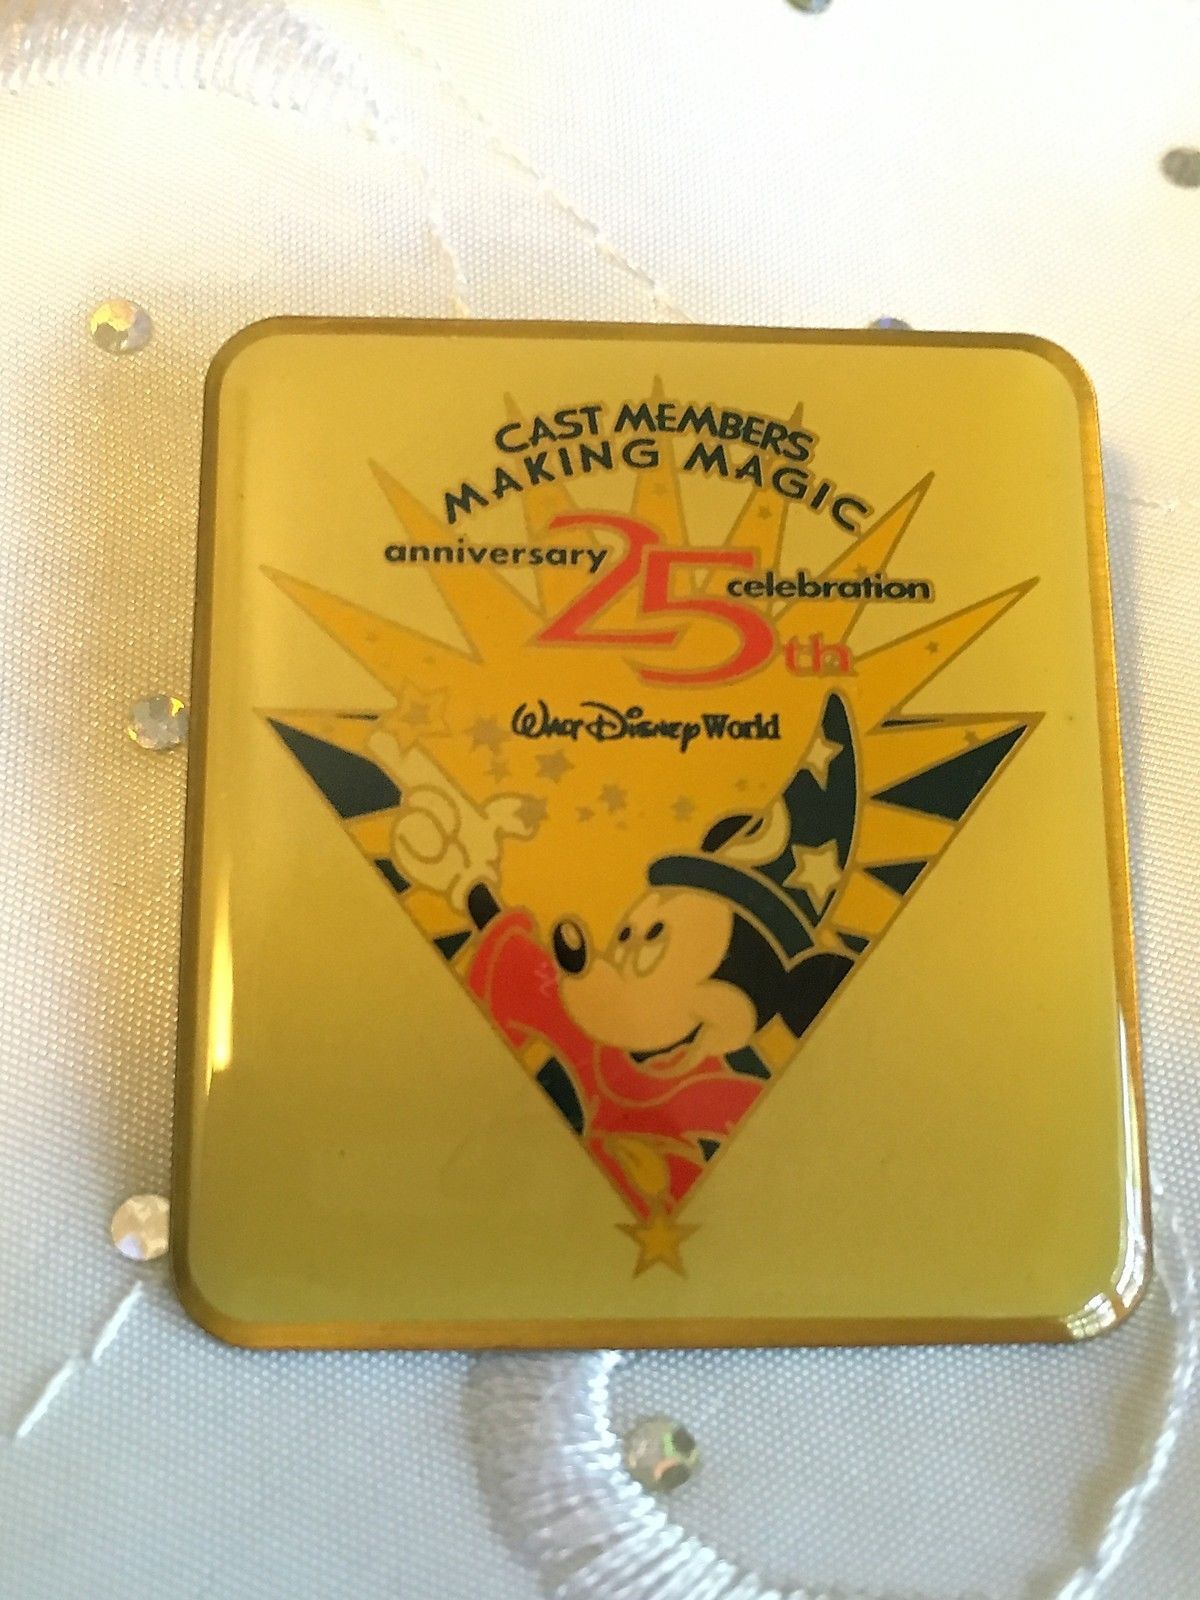 CAST MEMBERS
MAKING MAGIC
anniversary 25th celebration
Walt Disney World